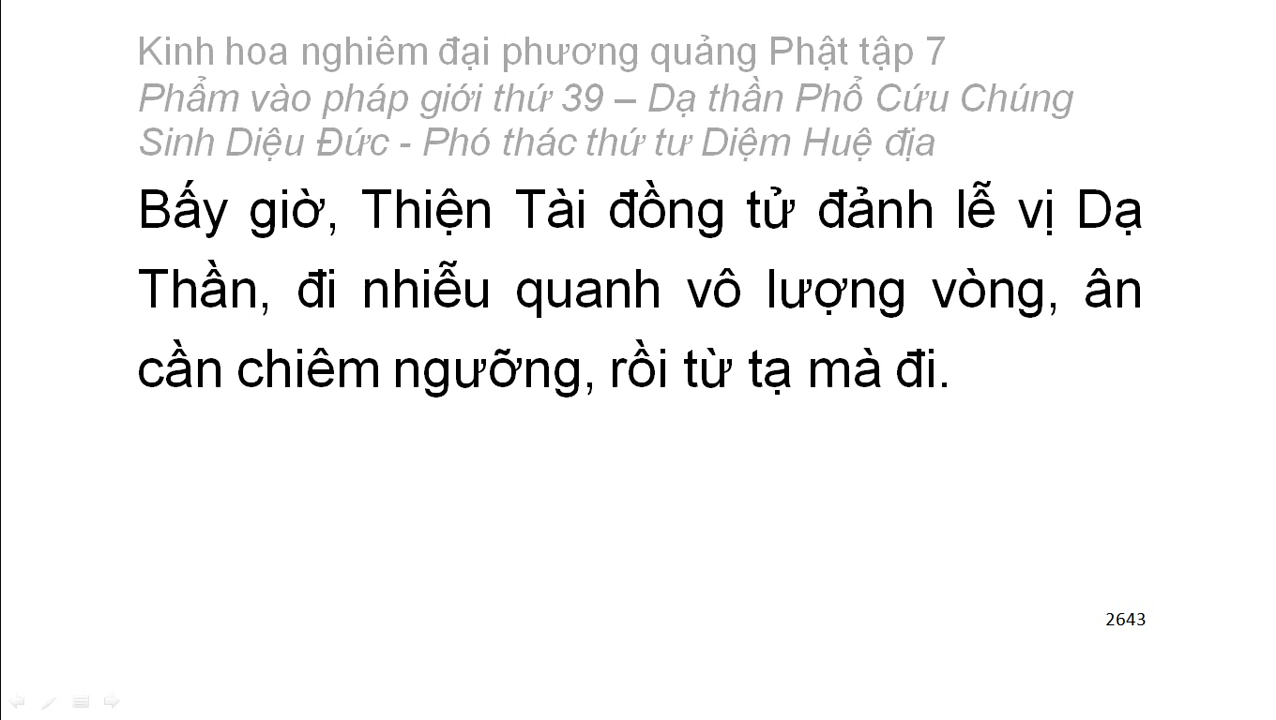 Kinh hoa nghiêm đại phương quảng Phật tập 7
Phẩm vào pháp giới thứ 39 – Dạ thần Phổ Cứu Chúng
Sinh Diệu Đức - Phó thác thứ tư Diệm Huệ địa
Bấy giờ, Thiện Tài đồng tử đảnh lễ vị Dạ
Thần, đi nhiễu quanh vô lượng vòng, ân
cần chiêm ngưỡng, rồi từ tạ mà đi.
2643